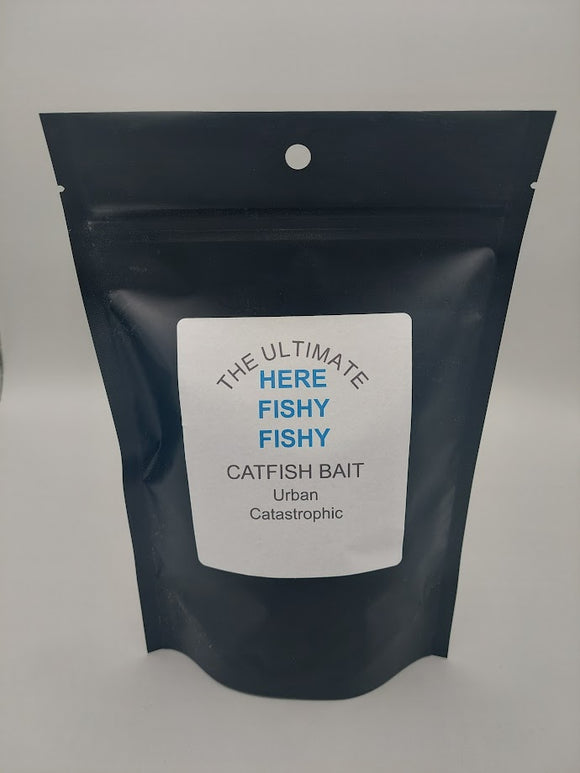 THE ULTIMATE
HERE
FISHY
FISHY
CATFISH BAIT
Urban
Catastrophic